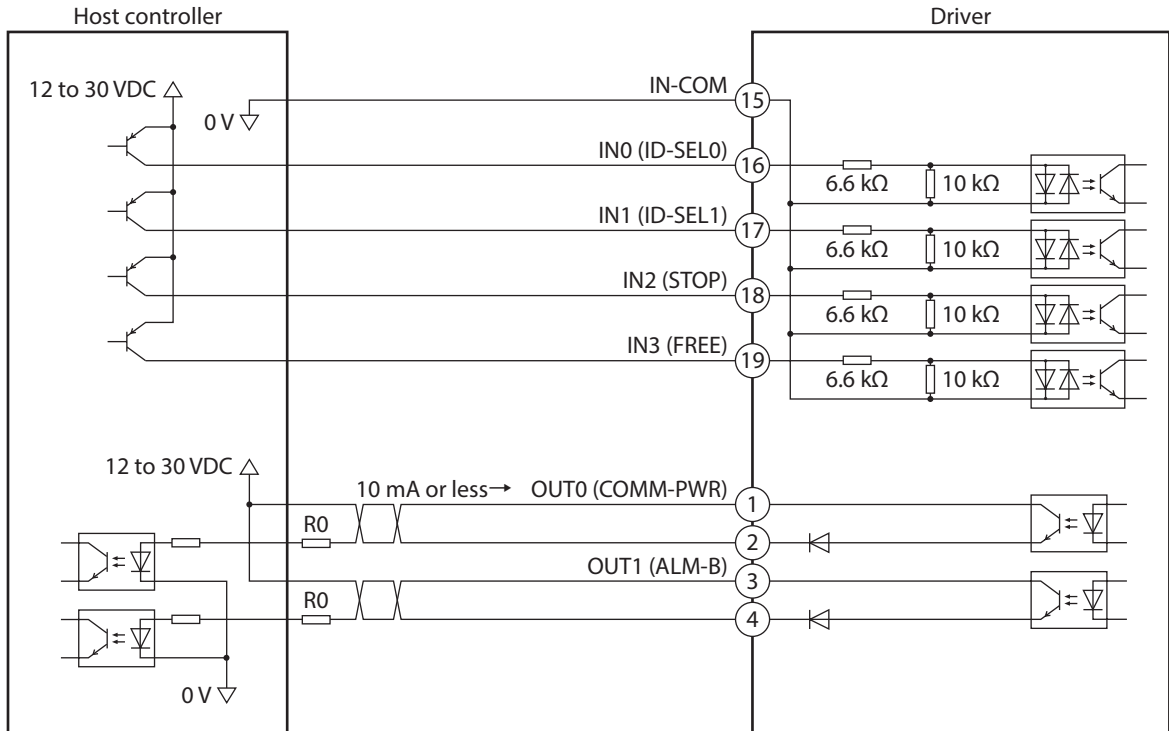 Host controller
Driver
12 to 30 VDC
0 V
IN-COM
15
IN0 (ID-SEL0)
16
6.6 kΩ
10 kΩ
IN1 (ID-SEL1)
17
6.6 kΩ
10 kΩ
IN2 (STOP)
18
6.6 kΩ
10 kΩ
IN3 (FREE)
19
6.6 kΩ
10 kΩ
12 to 30 VDC
10 mA or less→
OUT0 (COMM-PWR)
1
R0
2
OUT1 (ALM-B)
3
R0
4
0 V